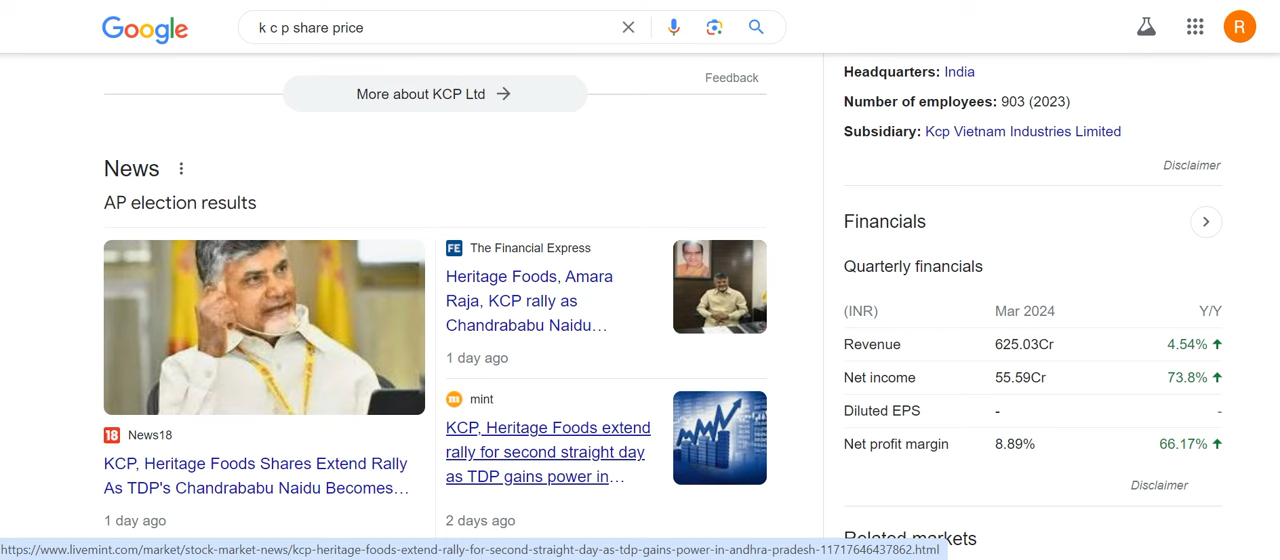 Google
k c p share price
R
Feedback
More about KCP Ltd
News
AP election results
News18
KCP, Heritage Foods Shares Extend Rally
As TDP's Chandrababu Naidu Becomes…
1 day ago
FE The Financial Express
Heritage Foods, Amara
Raja, KCP rally as
Chandrababu Naidu…
1 day ago
m mint
KCP, Heritage Foods extend
rally for second straight day
as TDP gains power in…
2 days ago
Headquarters: India
Number of employees: 903 (2023)
Subsidiary: Kcp Vietnam Industries Limited
Disclaimer
Financials
Quarterly financials
(INR) Mar 2024 Y/Y
Revenue 625.03Cr 4.54%
Net income 55.59Cr 73.8%
Diluted EPS - -
Net profit margin 8.89% 66.17%
Disclaimer
Related markets
https://www.livemint.com/market/stock-market-news/kcp-heritage-foods-extend-rally-for-second-straight-day-as-tdp-gains-power-in-andhra-pradesh-11717646437862.html